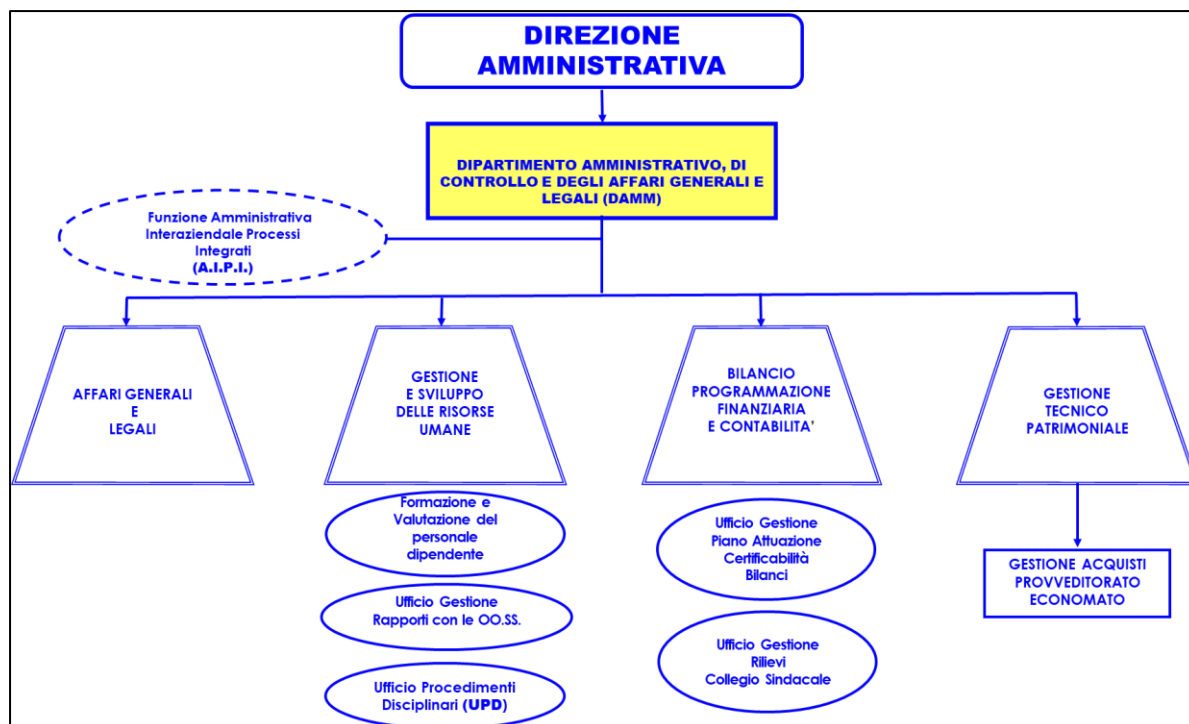 DIREZIONE
AMMINISTRATIVA
DIPARTIMENTO AMMINISTRATIVO, DI
CONTROLLO E DEGLI AFFARI GENERALI E
LEGALI (DAMM)
Funzione Amministrativa
Interaziendale Processi
Integrati
(A.I.P.I.)
AFFARI GENERALI
E
LEGALI
GESTIONE
E SVILUPPO
DELLE RISORSE
UMANE
BILANCIO
PROGRAMMAZIONE
FINANZIARIA
E CONTABILITA'
GESTIONE
TECNICO
PATRIMONIALE
Formazione e
Valutazione del
personale
dipendente
Ufficio Gestione
Rapporti con le OO.SS.
Ufficio Procedimenti
Disciplinari (UPD)
Ufficio Gestione
Piano Attuazione
Certificabilità
Bilanci
Ufficio Gestione
Rilievi
Collegio Sindacale
GESTIONE ACQUISTI
PROVVEDITORATO
ECONOMATO